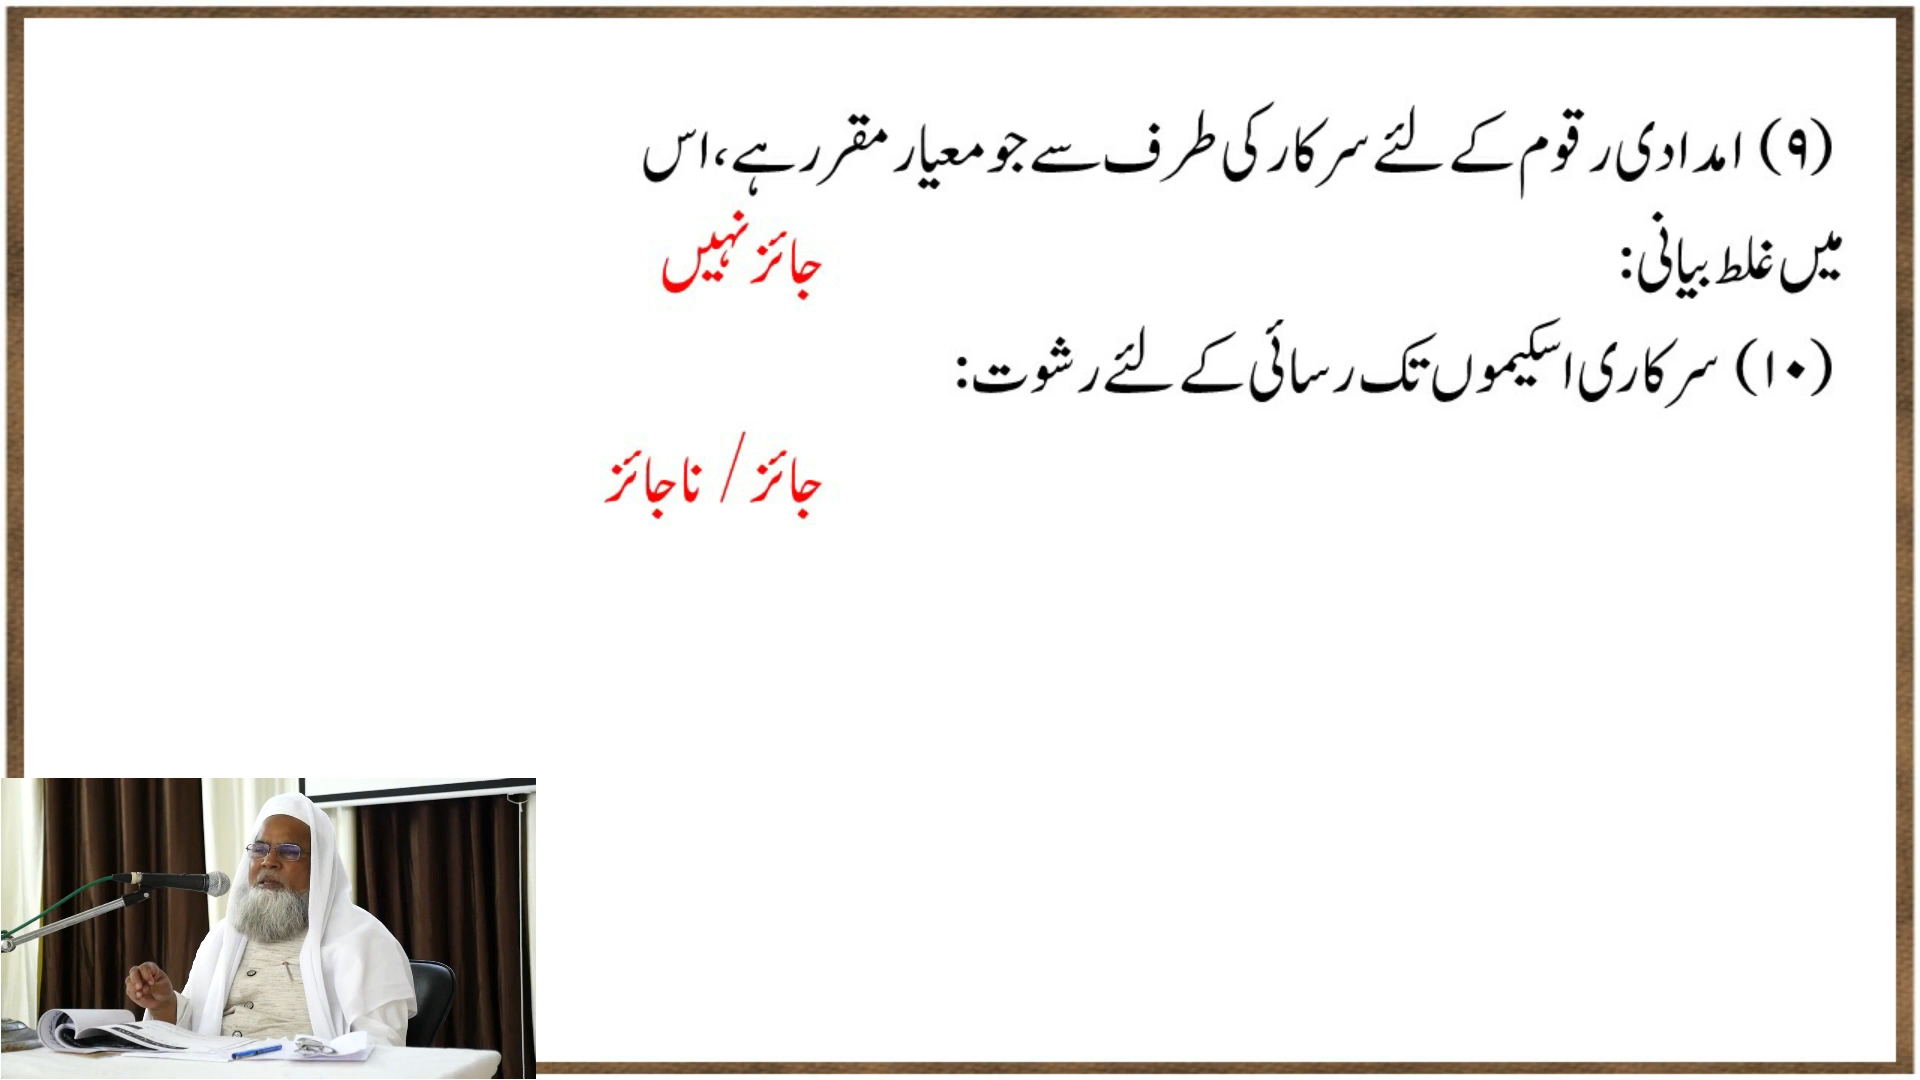 (۹) امدادی رقوم کے لئے سرکار کی طرف سے جو معیار مقرر ہے، اس
میں غلط بیانی: جائز نہیں
(۱۰) سرکاری اسکیموں تک رسائی کے لئے رشوت:
جائز / ناجائز